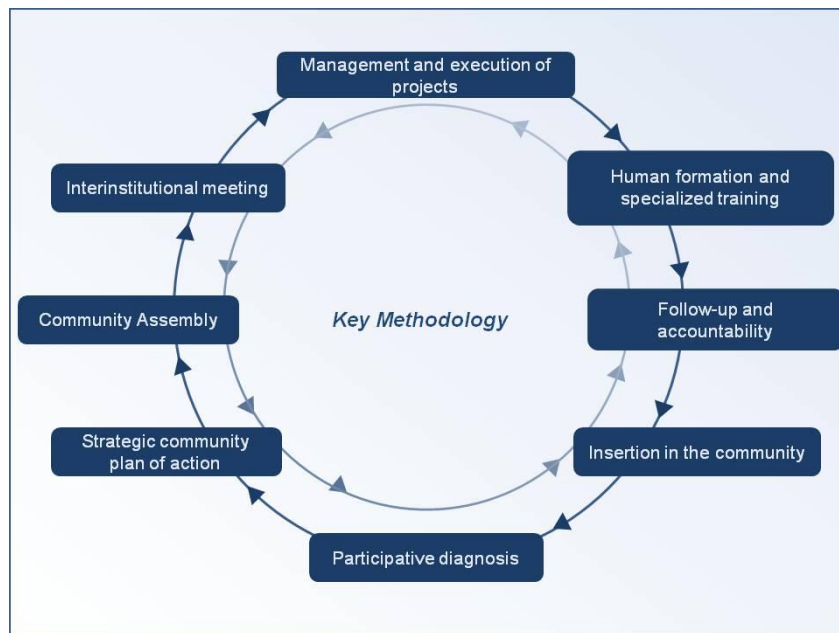 Management and execution of
projects
Human formation and
specialized training
Follow-up and
accountability
Insertion in the community
Participative diagnosis
Strategic community
plan of action
Community Assembly
Interinstitutional meeting
Key Methodology